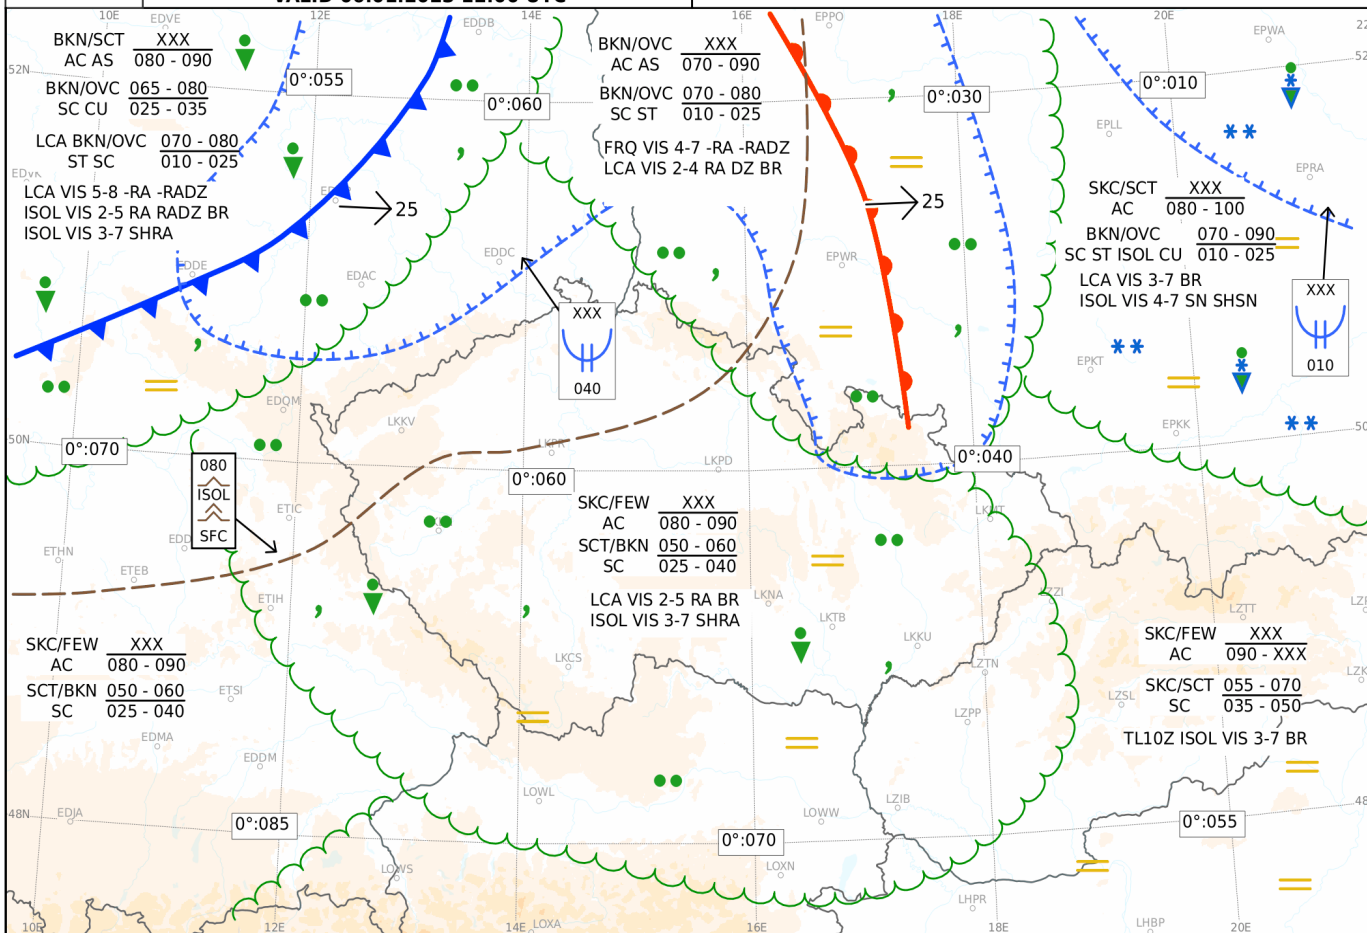 10E
EDVE
12E
EDDB
14E
16E
EPPO
18E
20E
22
EPWA
52N
52
BKN/SCT XXX
AC AS 080 - 090
BKN/OVC 065 - 080
SC CU 025 - 035
LCA BKN/OVC 070 - 080
ST SC 010 - 025
LCA VIS 5-8 -RA -RADZ
ISOL VIS 2-5 RA RADZ BR
ISOL VIS 3-7 SHRA
0°:055
0°:060
BKN/OVC XXX
AC AS 070 - 090
BKN/OVC 070 - 080
SC ST 010 - 025
FRQ VIS 4-7 -RA -RADZ
LCA VIS 2-4 RA DZ BR
0°:030
0°:010
EPLL
EPRA
SKC/SCT XXX
AC 080 - 100
BKN/OVC 070 - 090
SC ST ISOL CU 010 - 025
LCA VIS 3-7 BR
ISOL VIS 4-7 SN SHSN
25
25
EDDC
EDAC
EPWR
XXX
040
XXX
010
EPKT
EPKK
EDQM
LKKV
LKPR
LKPD
50N
50
0°:070
0°:060
0°:040
080
ISOL
SFC
ETIC
ETHN
ETEB
ETIH
SKC/FEW XXX
AC 080 - 090
SCT/BKN 050 - 060
SC 025 - 040
LCA VIS 2-5 RA BR
ISOL VIS 3-7 SHRA
LKMT
LKNA
LKTB
LKKU
LZZI
LZTT
LKCS
LZTN
SKC/FEW XXX
AC 080 - 090
SCT/BKN 050 - 060
SC 025 - 040
ETSI
EDMA
EDDM
EDJA
SKC/FEW XXX
AC 090 - XXX
SKC/SCT 055 - 070
SC 035 - 050
TL10Z ISOL VIS 3-7 BR
LZSL
LZPP
LZIB
LOWL
LOWW
48N
48
0°:085
0°:070
0°:055
LOWS
LOXN
LHPR
LOXA
LHBP
10E
12E
14E
16E
18E
20E